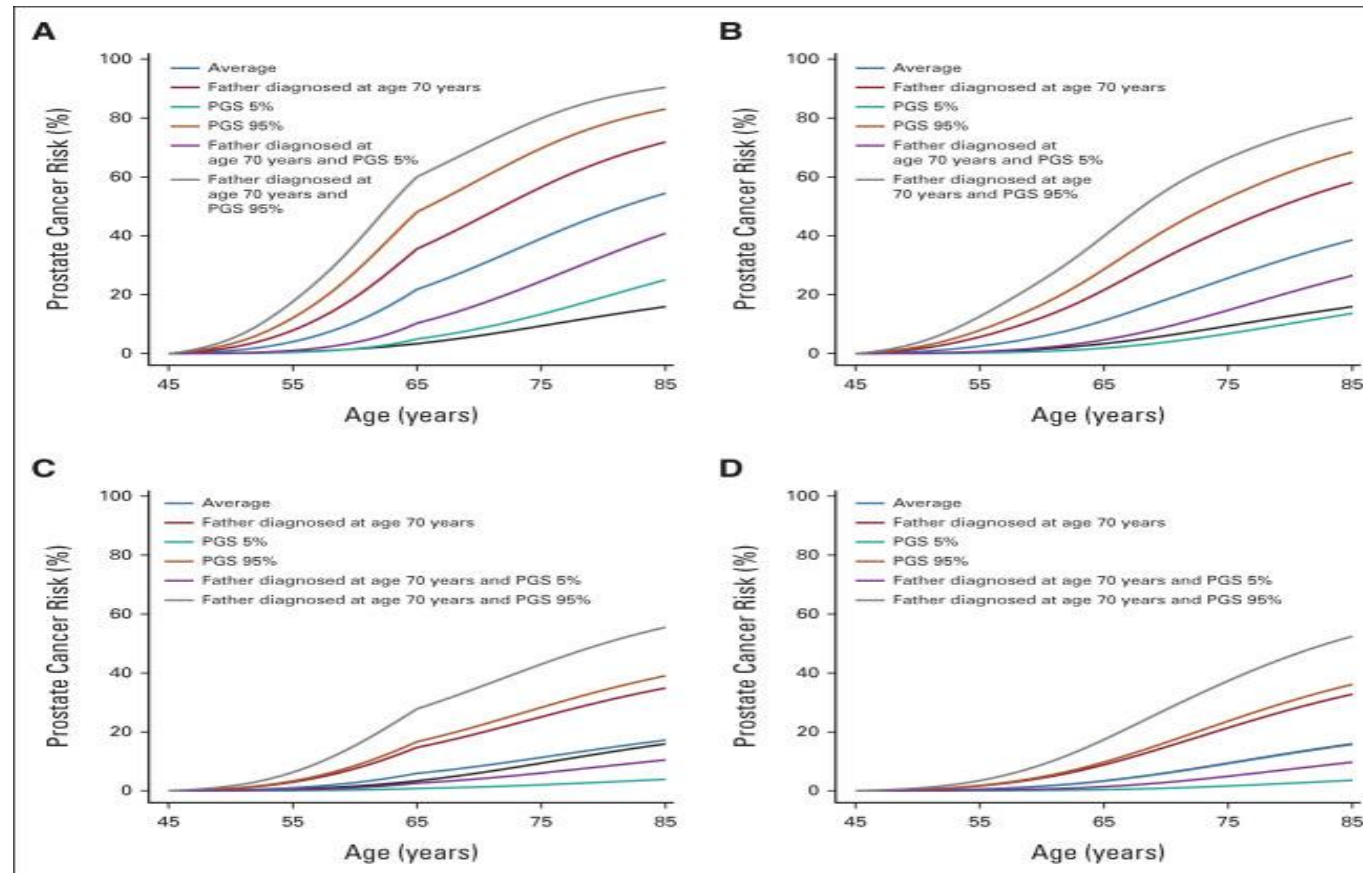 A
Prostate Cancer Risk (%)
100
80
60
40
20
0
Average
Father diagnosed at age 70 years
PGS 5%
PGS 95%
Father diagnosed at
age 70 years and PGS 5%
Father diagnosed at
age 70 years and
PGS 95%
45
55
65
75
85
Age (years)
B
Prostate Cancer Risk (%)
100
80
60
40
20
0
Average
Father diagnosed at age 70 years
PGS 5%
PGS 95%
Father diagnosed at
age 70 years and PGS 5%
Father diagnosed at age
70 years and PGS 95%
45
55
65
75
85
Age (years)
C
Prostate Cancer Risk (%)
100
80
60
40
20
0
Average
Father diagnosed at age 70 years
PGS 5%
PGS 95%
Father diagnosed at age 70 years and PGS 5%
Father diagnosed at age 70 years and PGS 95%
45
55
65
75
85
Age (years)
D
Prostate Cancer Risk (%)
100
80
60
40
20
0
Average
Father diagnosed at age 70 years
PGS 5%
PGS 95%
Father diagnosed at age 70 years and PGS 5%
Father diagnosed at age 70 years and PGS 95%
45
55
65
75
85
Age (years)